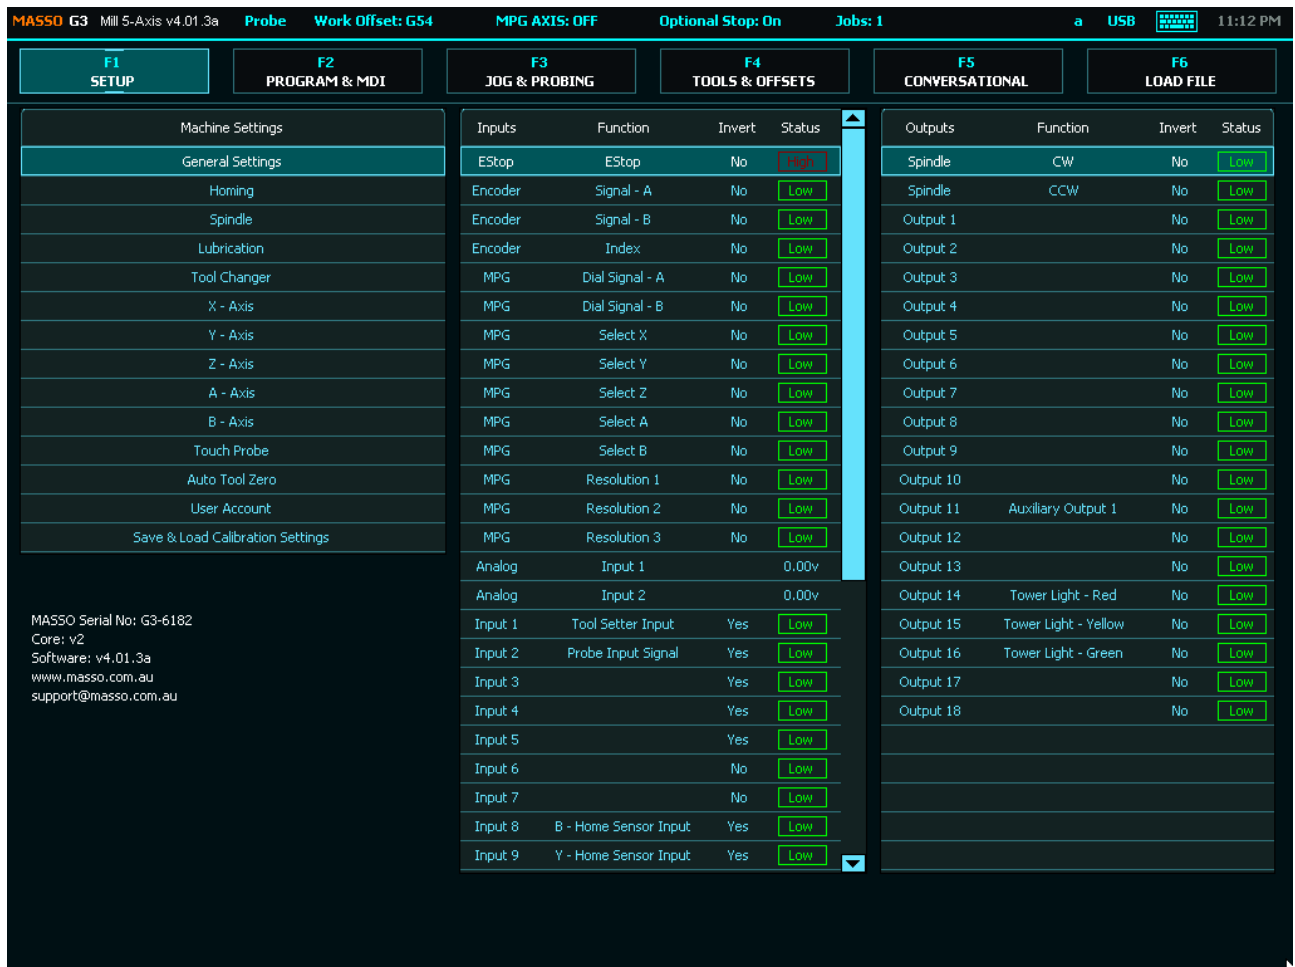 MASSO G3 Mill 5-Axis v4.01.3a Probe Work Offset: G54 MPG AXIS: OFF Optional Stop: On Jobs: 1 a USB 11:12 PM
F1 F2 F3 F4 F5 F6
SETUP PROGRAM & MDI JOG & PROBING TOOLS & OFFSETS CONVERSATIONAL LOAD FILE
Machine Settings
General Settings
Homing
Spindle
Lubrication
Tool Changer
X - Axis
Y - Axis
Z - Axis
A - Axis
B - Axis
Touch Probe
Auto Tool Zero
User Account
Save & Load Calibration Settings
MASSO Serial No: G3-6182
Core: v2
Software: v4.01.3a
www.masso.com.au
support@masso.com.au
Inputs Function Invert Status
EStop EStop No High
Encoder Signal - A No Low
Encoder Signal - B No Low
Encoder Index No Low
MPG Dial Signal - A No Low
MPG Dial Signal - B No Low
MPG Select X No Low
MPG Select Y No Low
MPG Select Z No Low
MPG Select A No Low
MPG Select B No Low
MPG Resolution 1 No Low
MPG Resolution 2 No Low
MPG Resolution 3 No Low
Analog Input 1 0.00v
Analog Input 2 0.00v
Input 1 Tool Setter Input Yes Low
Input 2 Probe Input Signal Yes Low
Input 3 Yes Low
Input 4 Yes Low
Input 5 Yes Low
Input 6 No Low
Input 7 No Low
Input 8 B - Home Sensor Input Yes Low
Input 9 Y - Home Sensor Input Yes Low
Outputs Function Invert Status
Spindle CW No Low
Spindle CCW No Low
Output 1 No Low
Output 2 No Low
Output 3 No Low
Output 4 No Low
Output 5 No Low
Output 6 No Low
Output 7 No Low
Output 8 No Low
Output 9 No Low
Output 10 No Low
Output 11 Auxiliary Output 1 No Low
Output 12 No Low
Output 13 No Low
Output 14 Tower Light - Red No Low
Output 15 Tower Light - Yellow No Low
Output 16 Tower Light - Green No Low
Output 17 No Low
Output 18 No Low